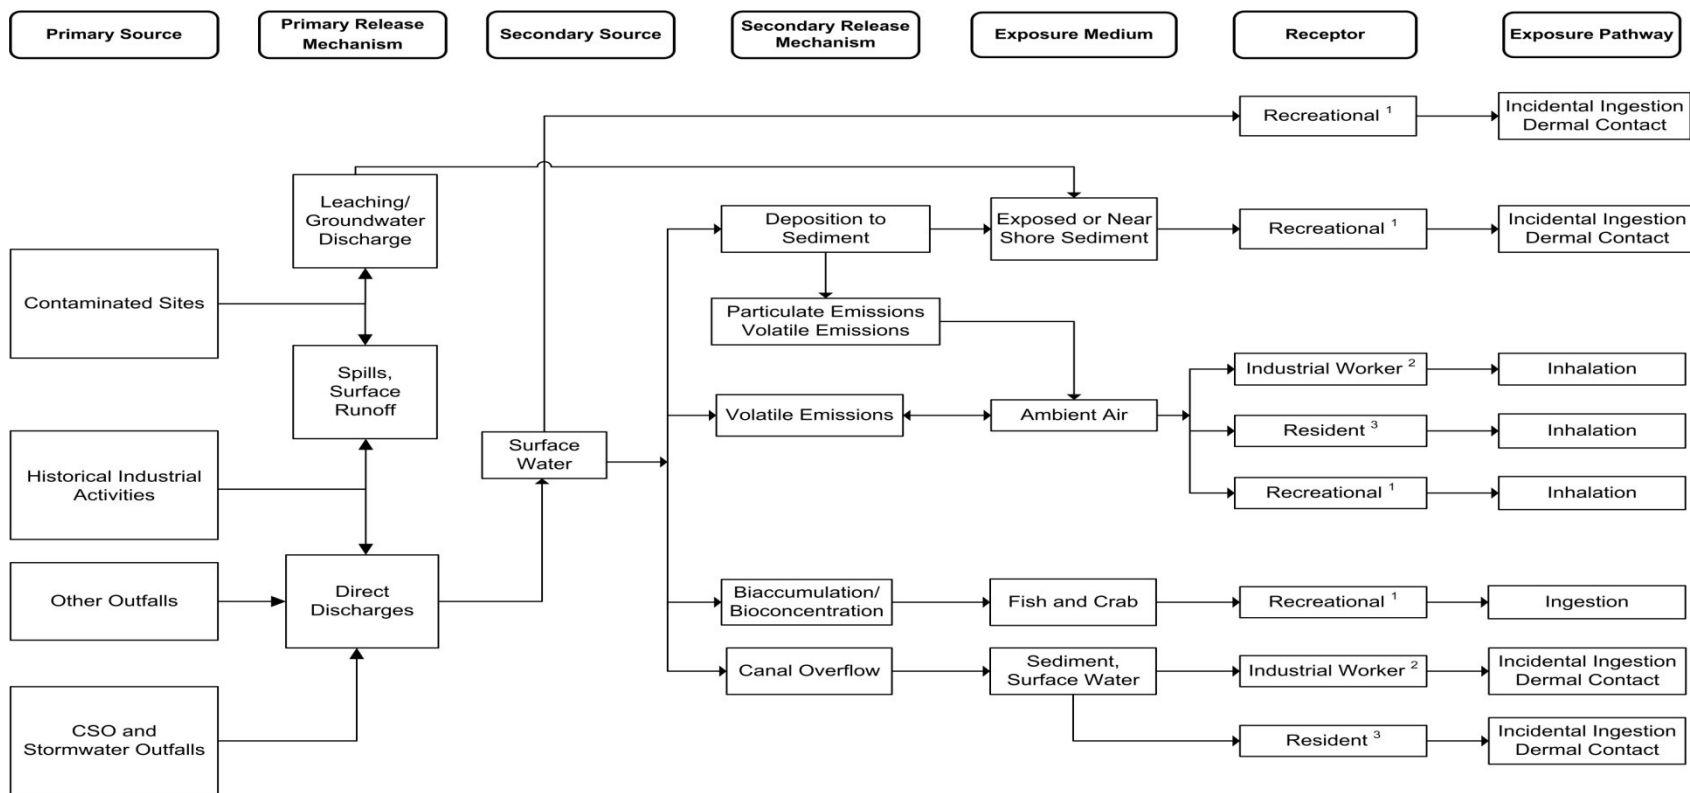 Primary Source
Primary Release
Mechanism
Secondary Source
Secondary Release
Mechanism
Exposure Medium
Receptor
Exposure Pathway
Recreational 1
Incidental Ingestion
Dermal Contact
Leaching/
Groundwater
Discharge
Deposition to
Sediment
Exposed or Near
Shore Sediment
Recreational 1
Incidental Ingestion
Dermal Contact
Contaminated Sites
Particulate Emissions
Volatile Emissions
Spills,
Surface
Runoff
Industrial Worker 2
Inhalation
Volatile Emissions
Ambient Air
Resident 3
Inhalation
Surface
Water
Historical Industrial
Activities
Recreational 1
Inhalation
Other Outfalls
Direct
Discharges
Biaccumulation/
Bioconcentration
Fish and Crab
Recreational 1
Ingestion
Canal Overflow
Sediment,
Surface Water
Industrial Worker 2
Incidental Ingestion
Dermal Contact
CSO and
Stormwater Outfalls
Resident 3
Incidental Ingestion
Dermal Contact